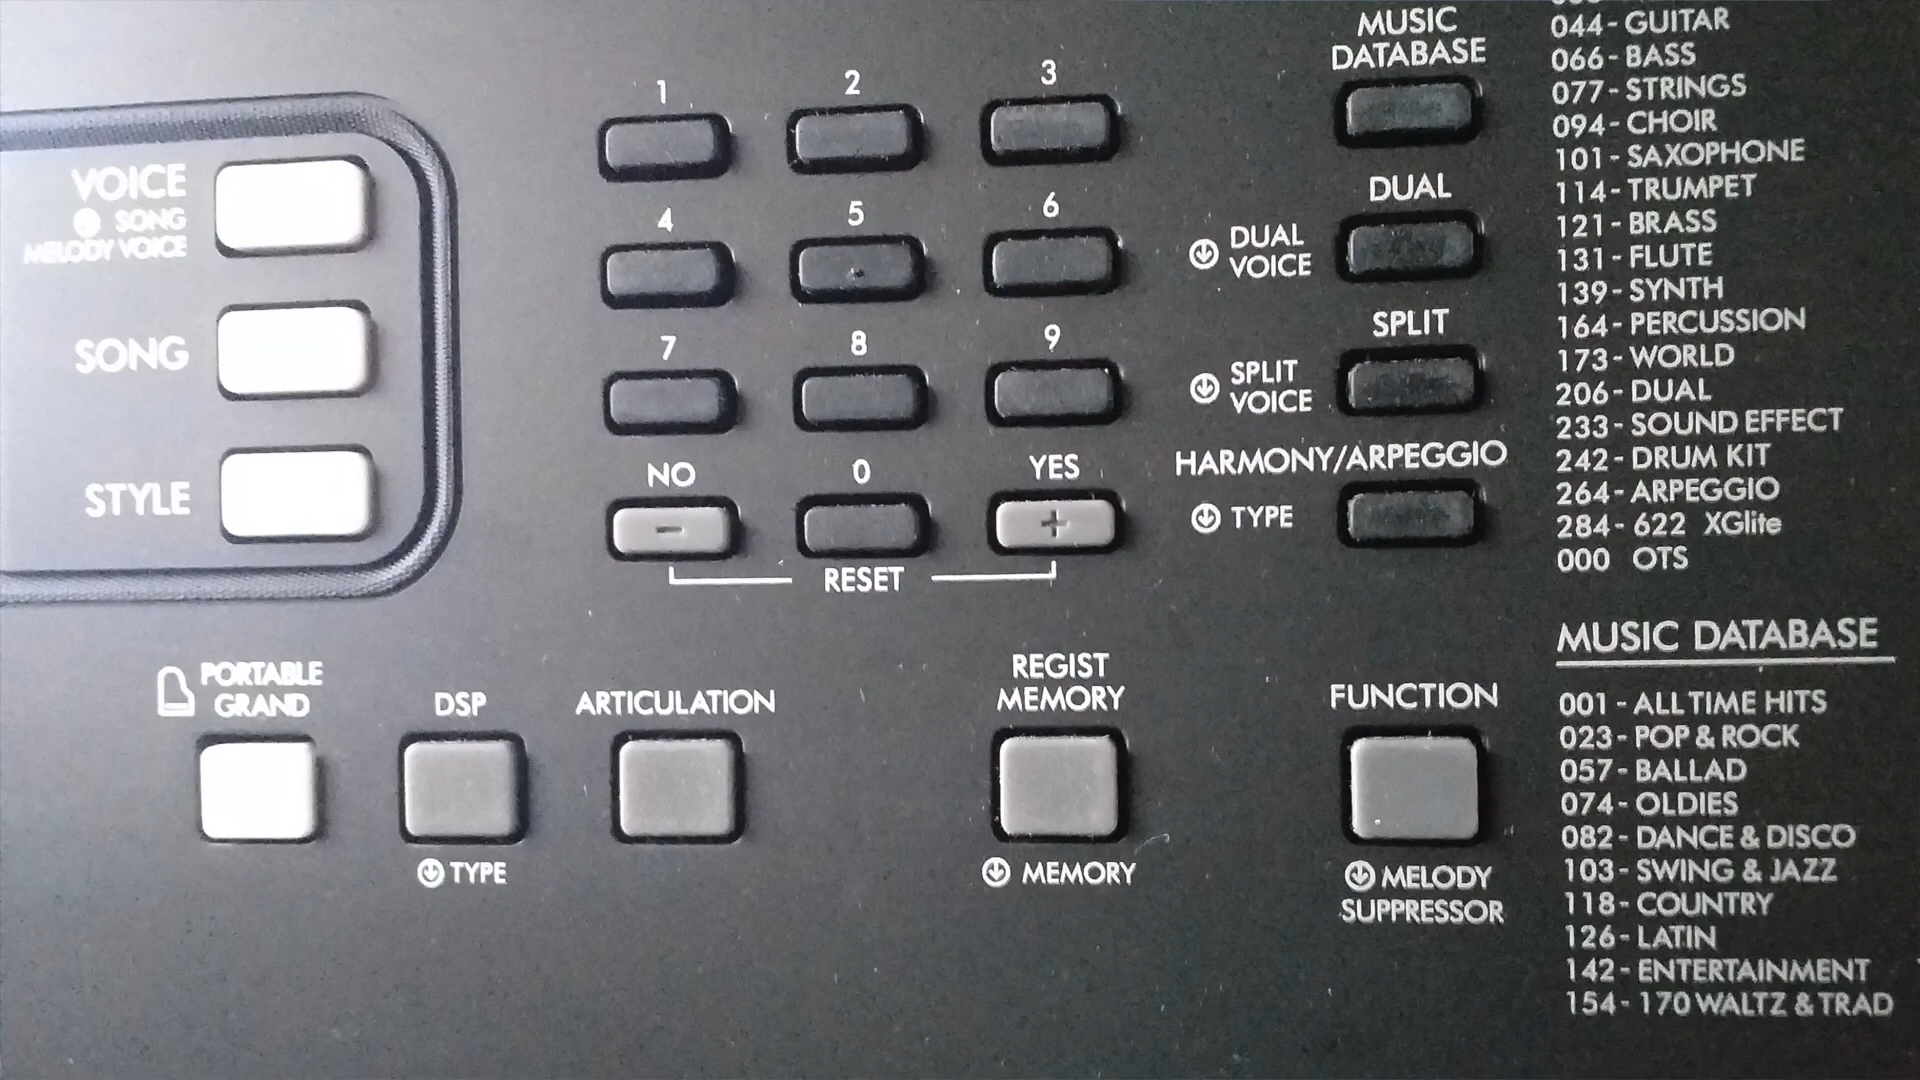 VOICE
SONG
MELODY VOICE
SONG
STYLE
PORTABLE
GRAND
DSP
TYPE
ARTICULATION
1
2
3
4
5
6
7
8
9
NO
0
YES
-
+
RESET
REGIST
MEMORY
MEMORY
MUSIC
DATABASE
DUAL
DUAL
VOICE
SPLIT
SPLIT
VOICE
HARMONY/ARPEGGIO
TYPE
FUNCTION
MELODY
SUPPRESSOR
044- GUITAR
066- BASS
077- STRINGS
094- CHOIR
101- SAXOPHONE
114- TRUMPET
121- BRASS
131- FLUTE
139- SYNTH
164- PERCUSSION
173- WORLD
206- DUAL
233- SOUND EFFECT
242- DRUM KIT
264- ARPEGGIO
284- 622 XGlite
000 OTS
MUSIC DATABASE
001 - ALL TIME HITS
023- POP & ROCK
057- BALLAD
074- OLDIES
082- DANCE & DISCO
103- SWING & JAZZ
118- COUNTRY
126- LATIN
142- ENTERTAINMENT
154- 170 WALTZ & TRAD